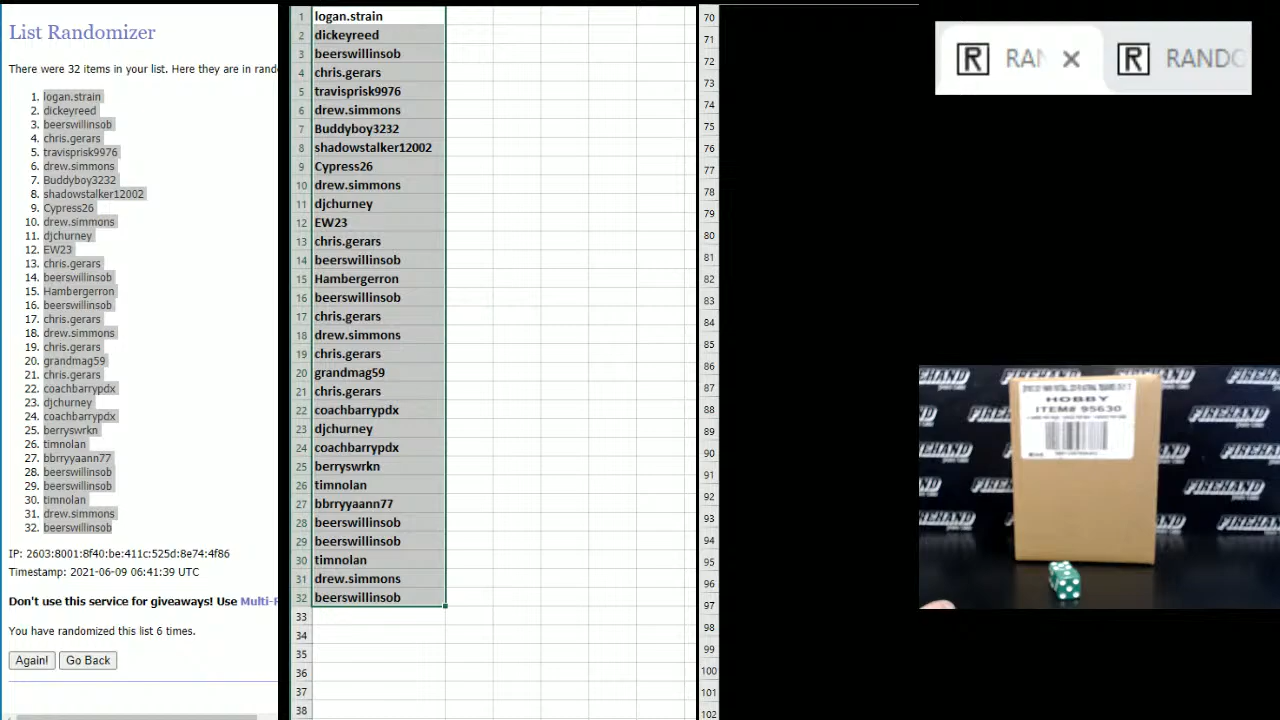 List Randomizer
There were 32 items in your list. Here they are in rand
1. logan.strain
2. dickeyreed
3. beerswillinsob
4. chris.gerars
5. travisprisk9976
6. drew.simmons
7. Buddyboy3232
8. shadowstalker12002
9. Cypress26
10. drew.simmons
11. djchurney
12. EW23
13. chris.gerars
14. beerswillinsob
15. Hambergerron
16. beerswillinsob
17. chris.gerars
18. drew.simmons
19. chris.gerars
20. grandmag59
21. chris.gerars
22. coachbarrypdx
23. djchurney
24. coachbarrypdx
25. berryswrkn
26. timnolan
27. bbrryyaann77
28. beerswillinsob
29. beerswillinsob
30. timnolan
31. drew.simmons
32. beerswillinsob
IP: 2603:8001:8f40:be:411c:525d:8e74:4f86
Timestamp: 2021-06-09 06:41:39 UTC
Don't use this service for giveaways! Use Multi-
You have randomized this list 6 times.
Again! Go Back
1 logan.strain
2 dickeyreed
3 beerswillinsob
4 chris.gerars
5 travisprisk9976
6 drew.simmons
7 Buddyboy3232
8 shadowstalker12002
9 Cypress26
10 drew.simmons
11 djchurney
12 EW23
13 chris.gerars
14 beerswillinsob
15 Hambergerron
16 beerswillinsob
17 chris.gerars
18 drew.simmons
19 chris.gerars
20 grandmag59
21 chris.gerars
22 coachbarrypdx
23 djchurney
24 coachbarrypdx
25 berryswrkn
26 timnolan
27 bbrryyaann77
28 beerswillinsob
29 beerswillinsob
30 timnolan
31 drew.simmons
32 beerswillinsob
33
34
35
36
37
38
70
71
72
73
74
75
76
77
78
79
80
81
82
83
84
85
86
87
88
89
90
91
92
93
94
95
96
97
98
99
100
101
102
R RAN R RANDO
HOBBY
ITEM# 95630
FIREHAND
FIREHAND
FIREHAND
FIREHAND